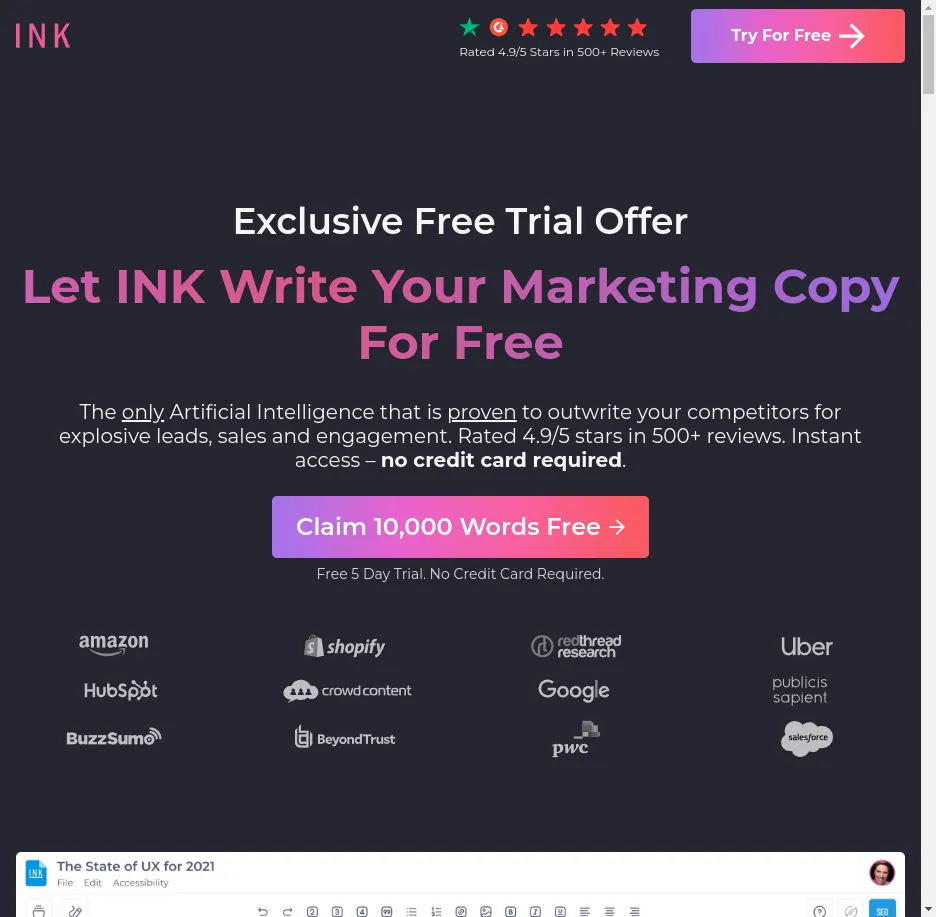 INK
Rated 4.9/5 Stars in 500+ Reviews
Try For Free
Exclusive Free Trial Offer
Let INK Write Your Marketing Copy
For Free
The only Artificial Intelligence that is proven to outwrite your competitors for
explosive leads, sales and engagement. Rated 4.9/5 stars in 500+ reviews. Instant
access – no credit card required.
Claim 10,000 Words Free →
Free 5 Day Trial. No Credit Card Required.
amazon
shopify
redthread
research
Uber
HubSpot
crowdcontent
Google
publicis
sapient
BuzzSumo
BeyondTrust
pwc
salesforce
INK
The State of UX for 2021
File Edit Accessibility
2 3 4 99 B I U ? SEO